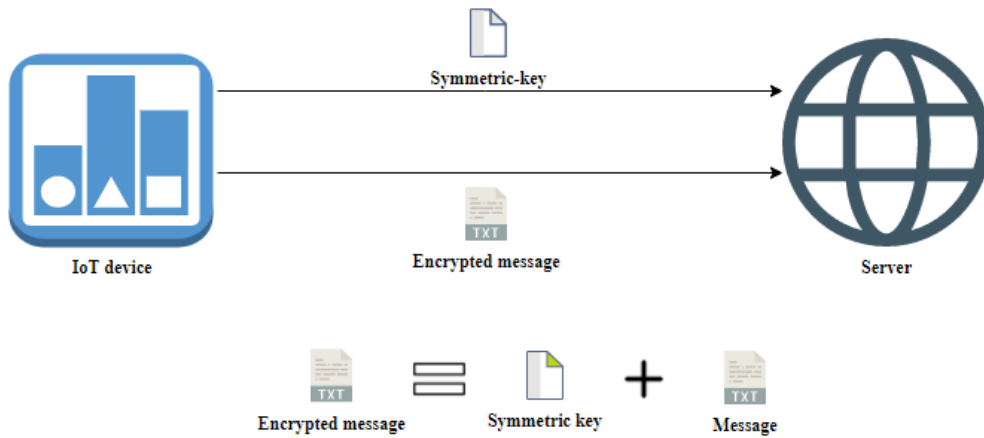 Symmetric-key
TXT
Encrypted message
IoT device
Server
TXT
TXT
Encrypted message
Symmetric key
Message